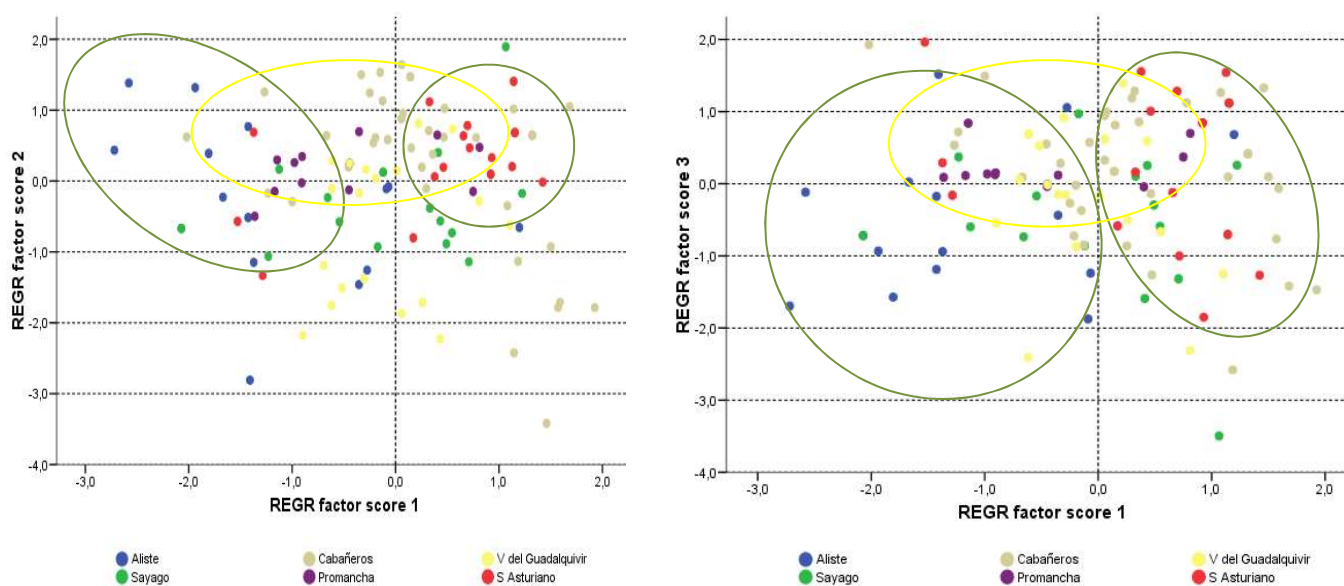 REGR factor score 2
2,0
1,0
0,0
-1,0
-2,0
-3,0
-4,0
-3,0 -2,0 -1,0 0,0 1,0 2,0
REGR factor score 1
Aliste Cabañeros V del Guadalquivir
Sayago Promancha S Asturiano
REGR factor score 3
2,0
1,0
0,0
-1,0
-2,0
-3,0
-4,0
-3,0 -2,0 -1,0 0,0 1,0 2,0
REGR factor score 1
Aliste Cabañeros V del Guadalquivir
Sayago Promancha S Asturiano